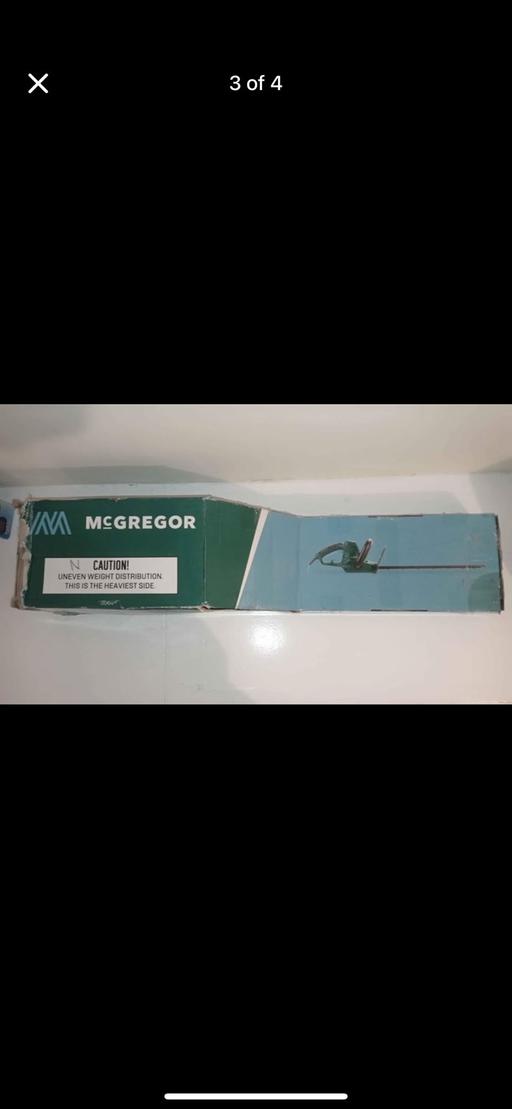 3 of 4
McGREGOR
N CAUTION!
UNEVEN WEIGHT DISTRIBUTION.
THIS IS THE HEAVIEST SIDE.